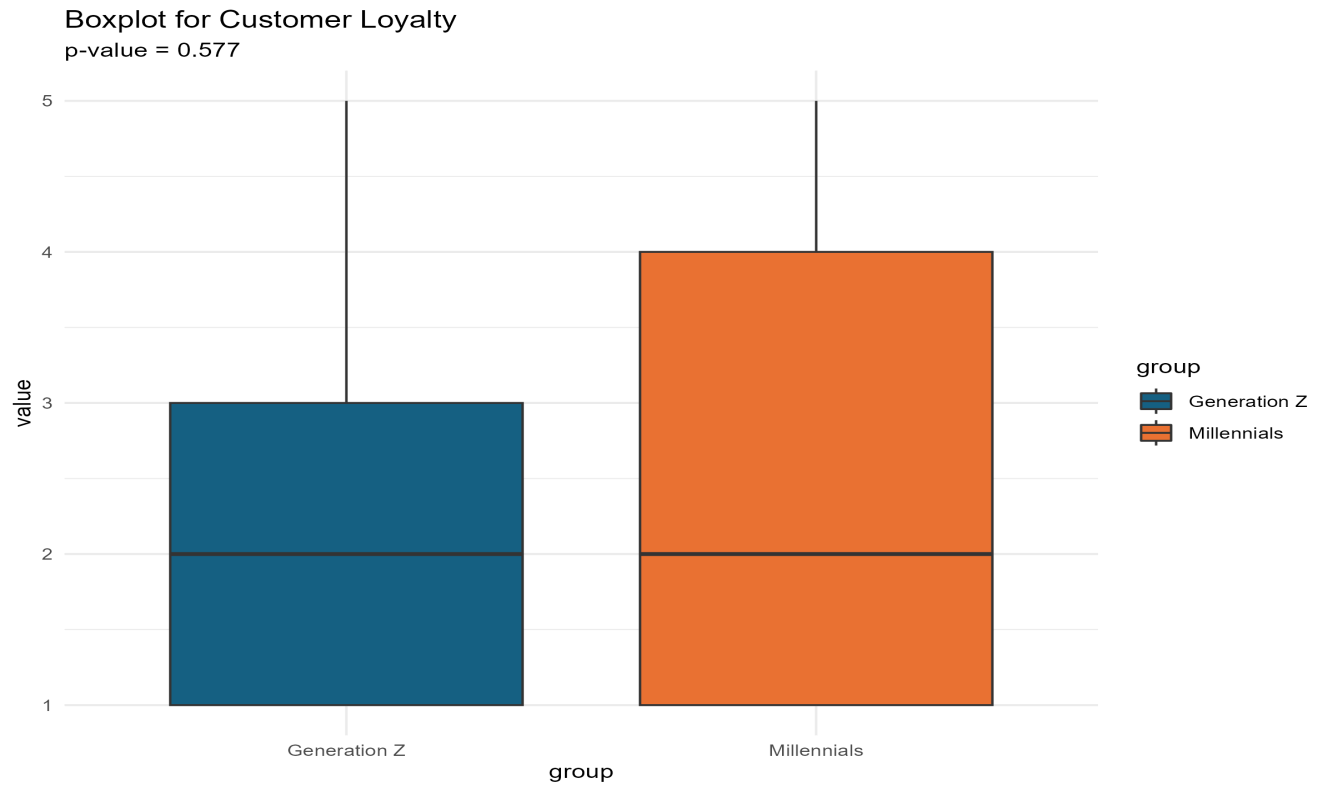 Boxplot for Customer Loyalty
p-value = 0.577
5
4
3
2
1
value
Generation Z
Millennials
group
group
Generation Z
Millennials